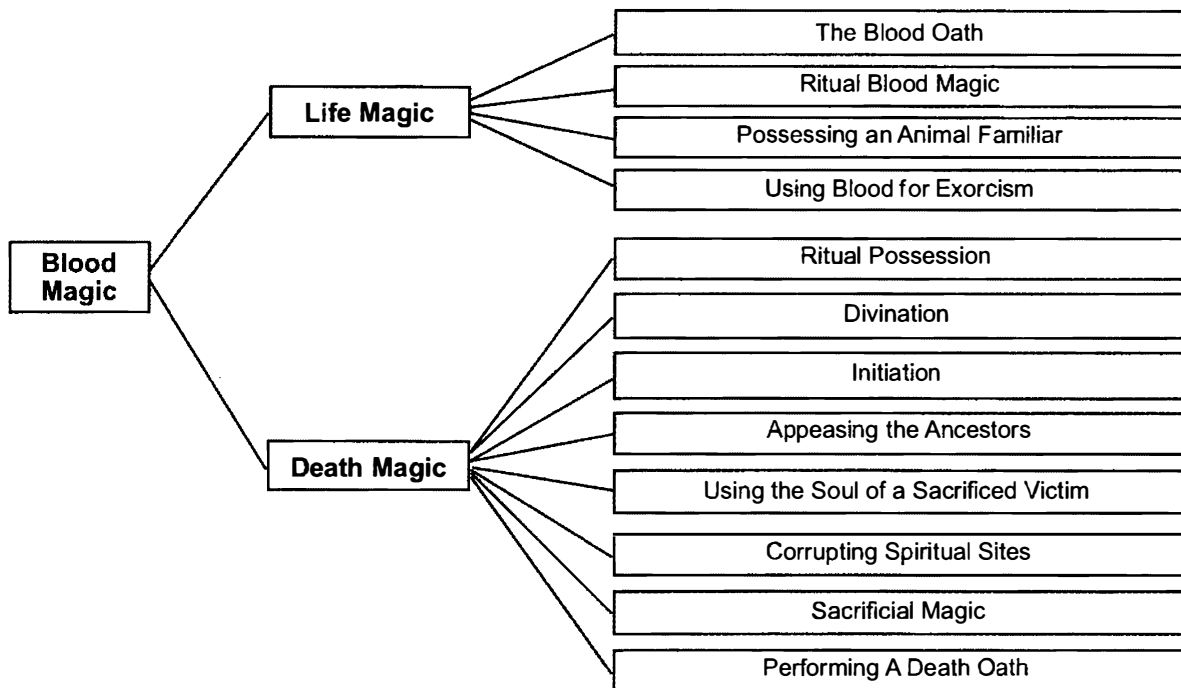 The Blood Oath
Life Magic
Ritual Blood Magic
Possessing an Animal Familiar
Using Blood for Exorcism
Blood
Magic
Ritual Possession
Divination
Initiation
Death Magic
Appeasing the Ancestors
Using the Soul of a Sacrificed Victim
Corrupting Spiritual Sites
Sacrificial Magic
Performing A Death Oath